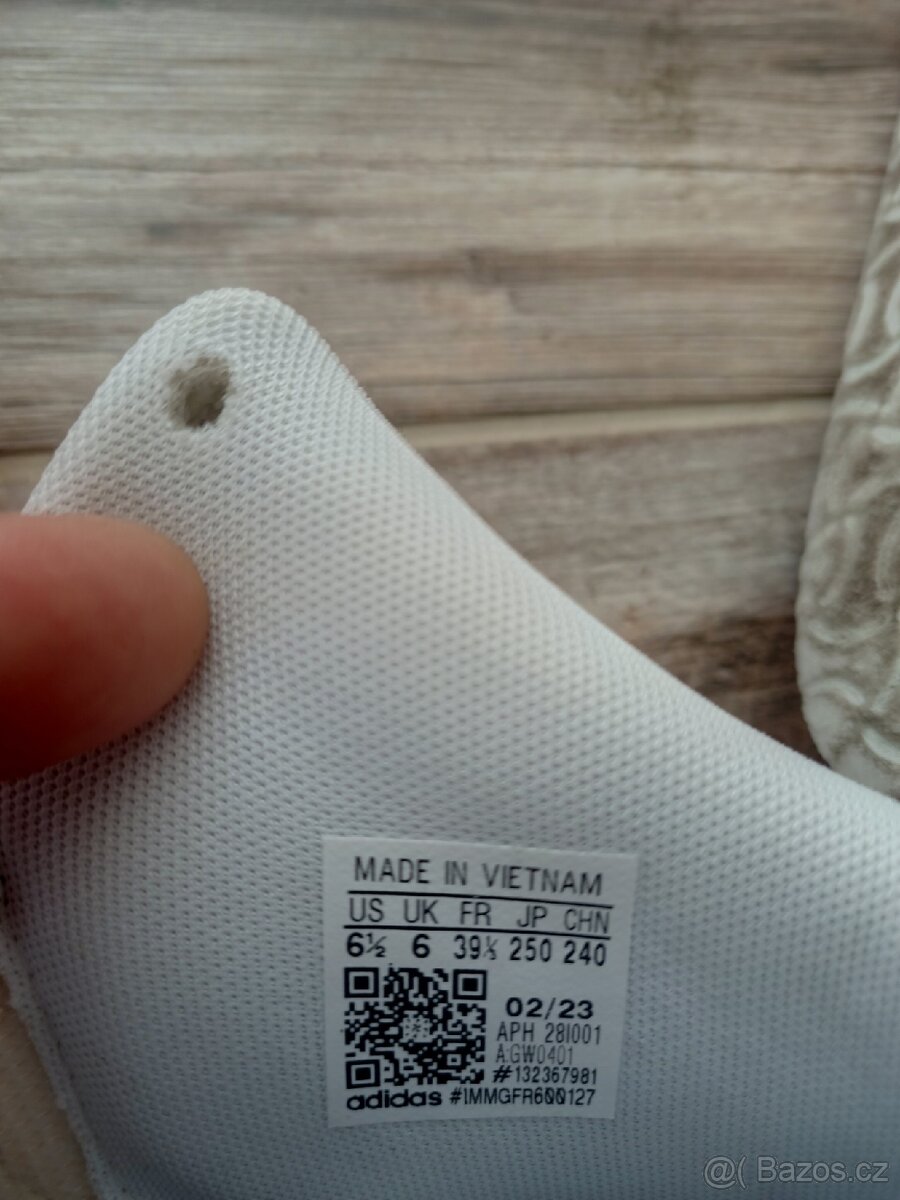 MADE IN VIETNAM
US UK FR JP CHN
6½ 6 39⅓ 250 240
02/23
APH 28I001
A:GW0401
#132367981
adidas #IMMGFR600127
@( Bazos.cz